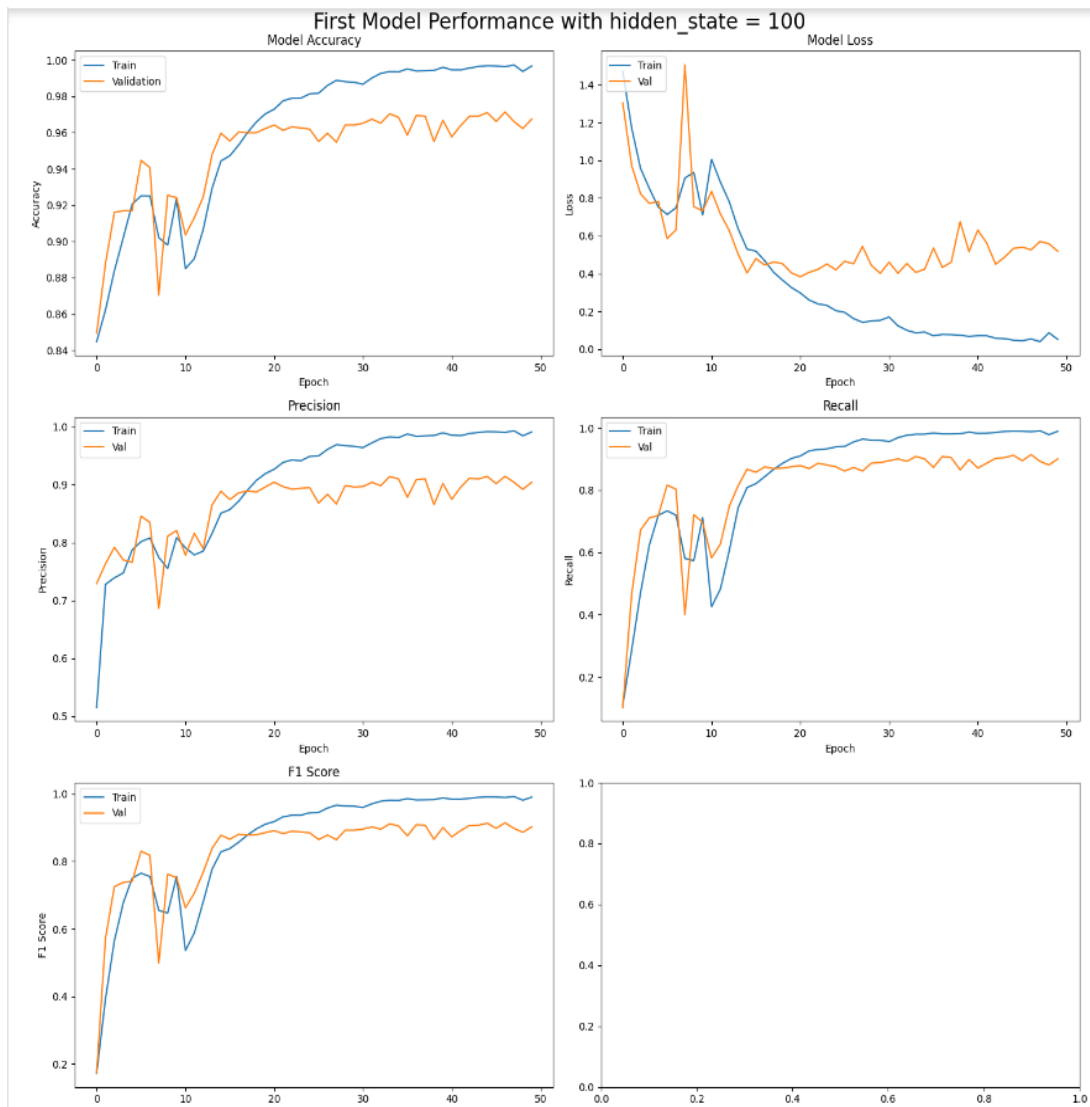 First Model Performance with hidden_state = 100
Model Accuracy
Train
Validation
1.00
0.98
0.96
0.94
0.92
0.90
0.88
0.86
0.84
Accuracy
0 10 20 30 40 50
Epoch
Model Loss
Train
Val
1.4
1.2
1.0
0.8
0.6
0.4
0.2
0.0
Loss
0 10 20 30 40 50
Epoch
Precision
Train
Val
1.0
0.9
0.8
0.7
0.6
0.5
Precision
0 10 20 30 40 50
Epoch
Recall
Train
Val
1.0
0.8
0.6
0.4
0.2
Recall
0 10 20 30 40 50
Epoch
F1 Score
Train
Val
1.0
0.8
0.6
0.4
0.2
F1 Score
0 10 20 30 40 50
1.0
0.8
0.6
0.4
0.2
0.0
0.0 0.2 0.4 0.6 0.8 1.0